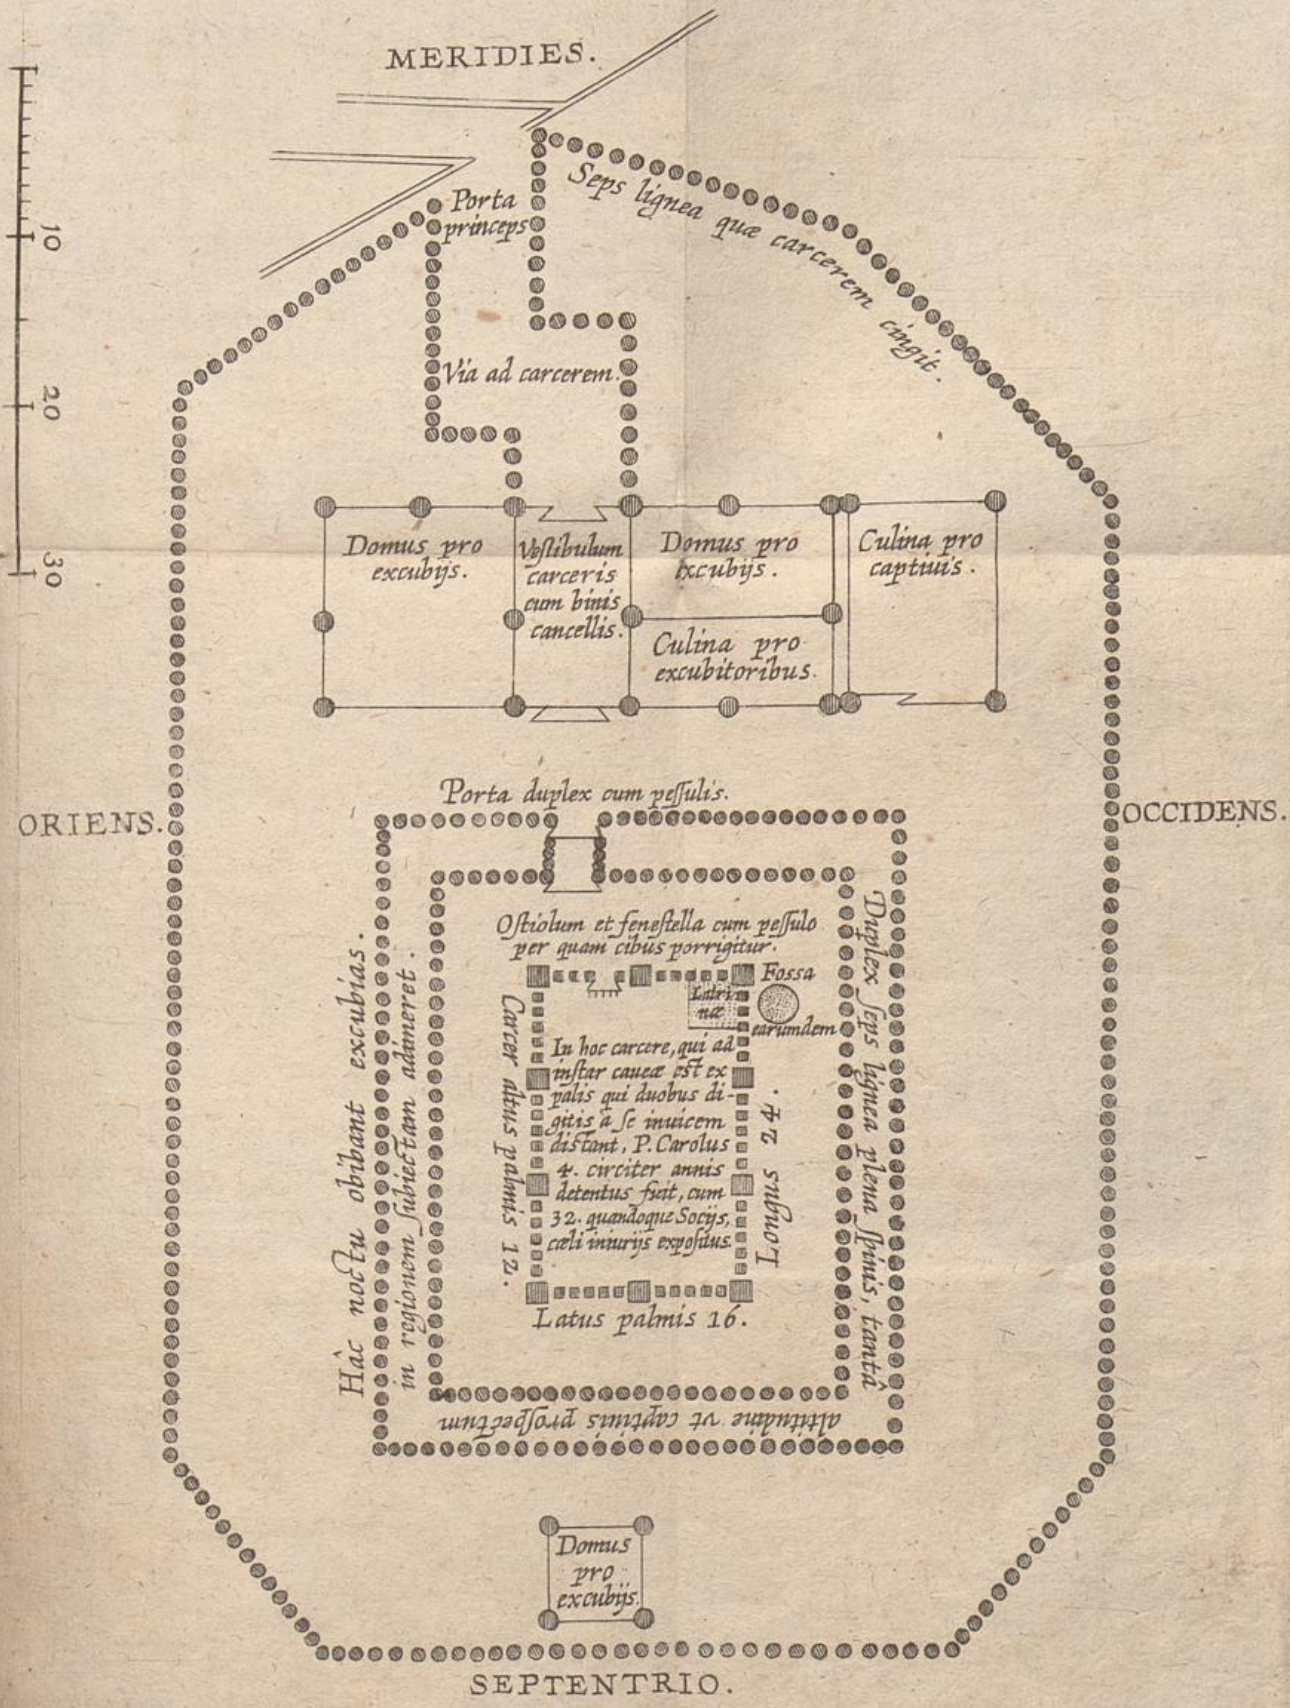 MERIDIES.
Porta
princeps
Seps lignea quæ carcerem cingit.
10
20
30
Via ad carcerem.
Domus pro
excubijs.
Vestibulum
carceris
cum binis
cancellis.
Domus pro
excubijs.
Culina pro
excubitoribus.
Culina pro
captiuis.
ORIENS.
OCCIDENS.
Porta duplex cum peſſulis.
Oſtiolum et feneſtella cum peſſulo
per quam cibus porrigitur.
Latri
næ
Foſſa
earumdem
Carcer altus palmis 12.
In hoc carcere, qui ad
inſtar caueæ eſt ex
palis qui duobus di-
gitis a ſe inuicem
diſtant, P. Carolus
4. circiter annis
detentus fuit, cum
32. quandoque Socijs,
cæli iniurijs expoſitus.
Longus 24.
Latus palmis 16.
Duplex ſeps lignea plena ſpinis, tantâ
altitudine vt captiuis proſpectum
in regionem ſubiectam adimeret.
Hâc noctu obibant excubias.
Domus
pro
excubijs.
SEPTENTRIO.